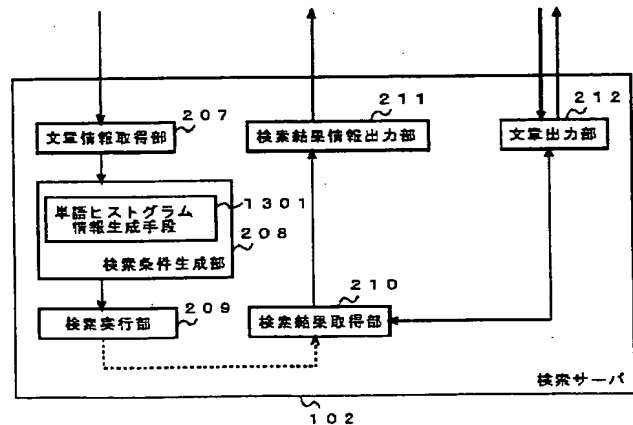 207
文章情報取得部
211
検索結果情報出力部
212
文章出力部
単語ヒストグラム
情報生成手段
1301
208
検索条件生成部
209
検索実行部
210
検索結果取得部
検索サーバ
102